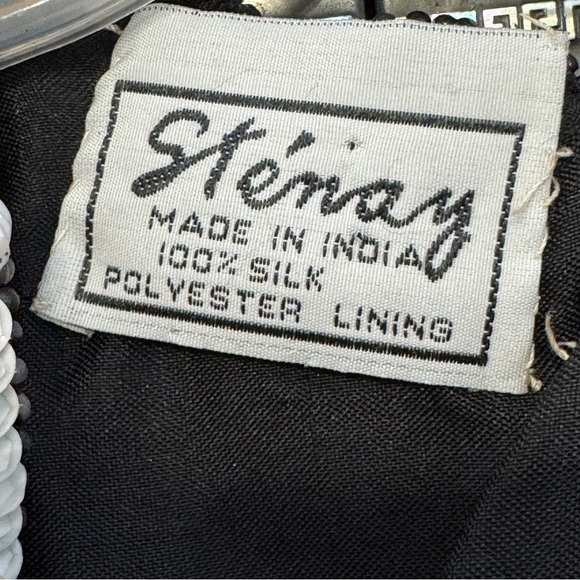 Sténay
MADE IN INDIA
100% SILK
POLYESTER LINING